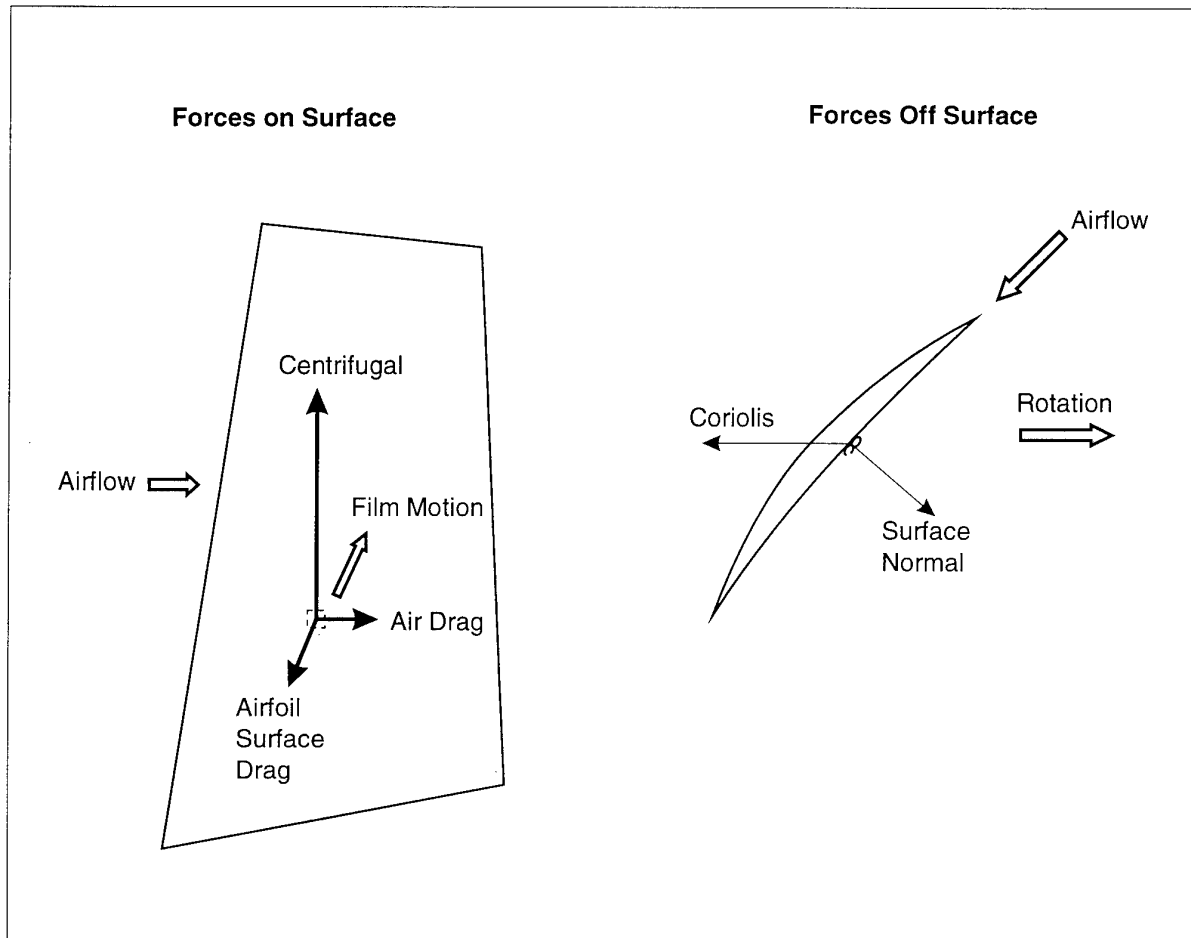 Forces on Surface
Centrifugal
Airflow
Film Motion
Air Drag
Airfoil
Surface
Drag
Forces Off Surface
Airflow
Coriolis
Rotation
Surface
Normal